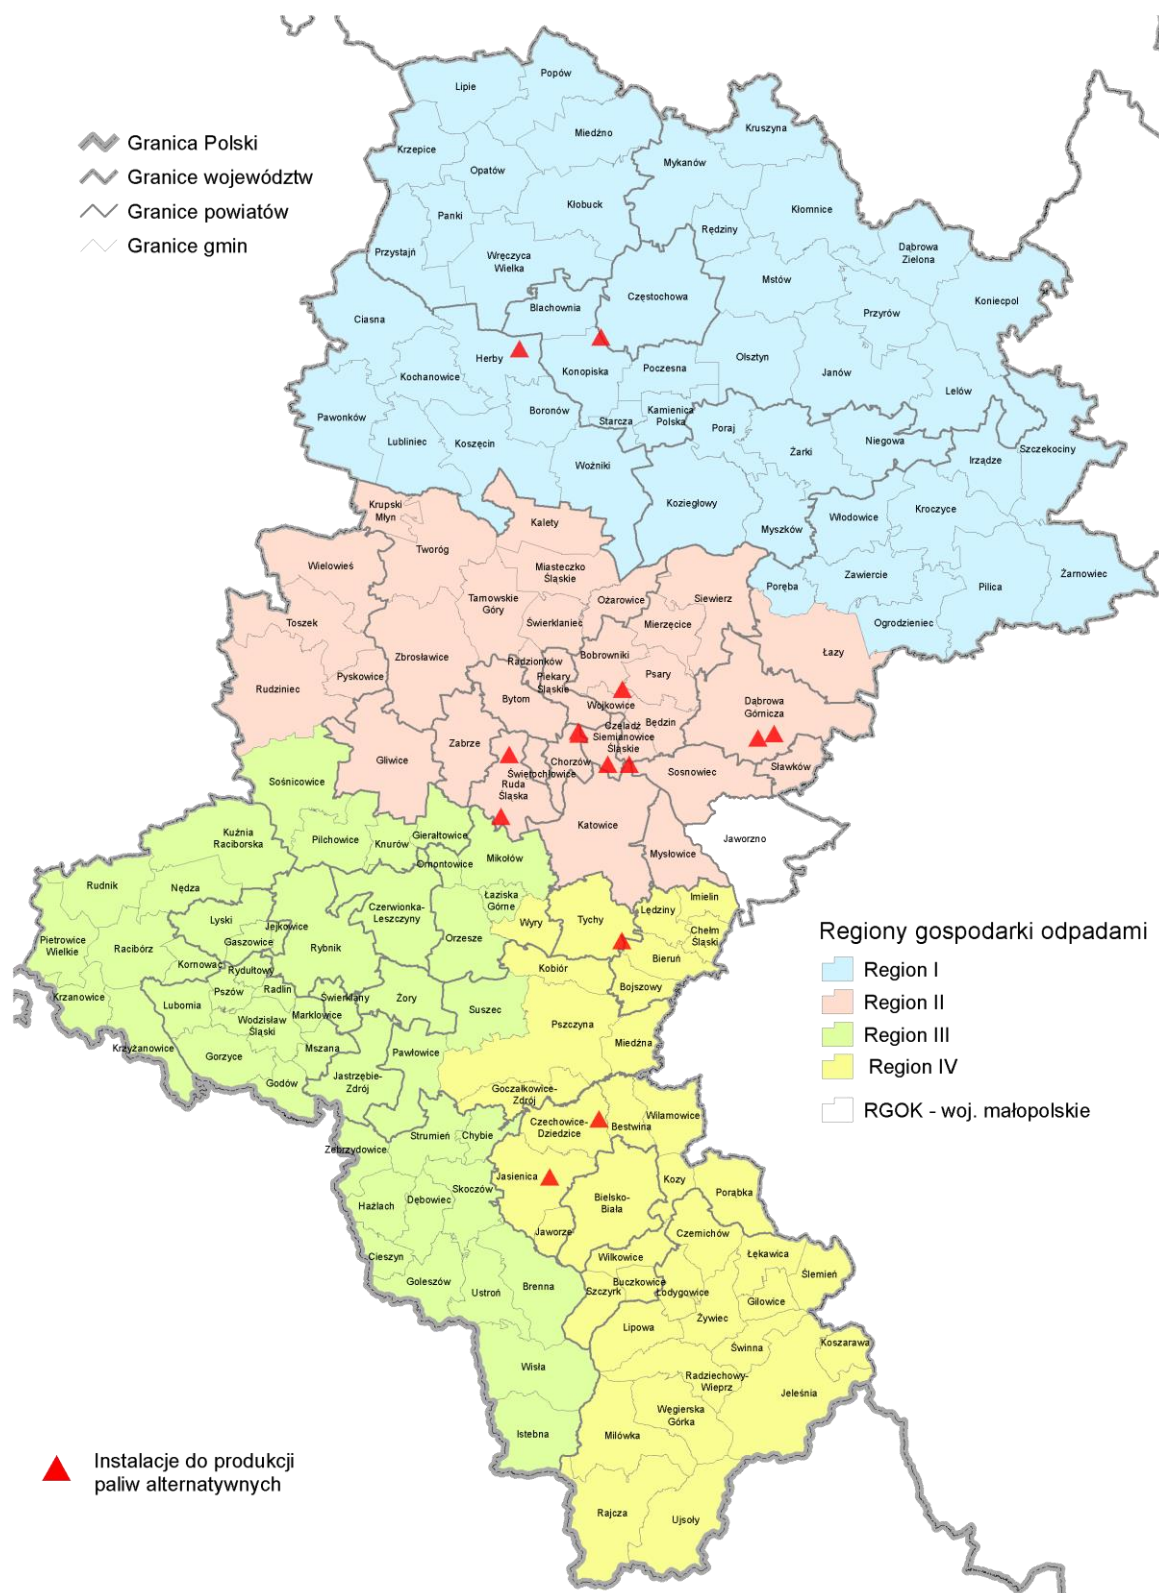 Granica Polski
Granice województw
Granice powiatów
Granice gmin
Lipie
Popów
Miedźno
Kruszyna
Krzepice
Opatów
Mykanów
Kłobuck
Kłomnice
Panki
Rędziny
Przystajń
Wręczyca
Wielka
Dąbrowa
Zielona
Mstów
Częstochowa
Koniecpol
Blachownia
Przyrów
Ciasna
Herby
Olsztyn
Konopiska
Poczesna
Janów
Kochanowice
Lelów
Pawonków
Boronów
Kamienica
Polska
Starcza
Poraj
Lubliniec
Koszęcin
Niegowa
Żarki
Szczekociny
Irządze
Woźniki
Koziegłowy
Kroczyce
Włodowice
Myszków
Krupski
Młyn
Kalety
Tworóg
Wielowieś
Miasteczko
Śląskie
Zawiercie
Żarnowiec
Poręba
Pilica
Tarnowskie
Góry
Ożarowice
Siewierz
Świerklaniec
Mierzęcice
Ogrodzieniec
Toszek
Łazy
Zbrosławice
Radzionków
Bobrowniki
Pyskowice
Piekary
Śląskie
Psary
Rudziniec
Bytom
Wojkowice
Dąbrowa
Górnicza
Będzin
Czeladź
Siemianowice
Śląskie
Zabrze
Gliwice
Chorzów
Świętochłowice
Sosnowiec
Sławków
Sośnicowice
Ruda
Śląska
Katowice
Kuźnia
Raciborska
Pilchowice
Knurów
Gierałtowice
Jaworzno
Mysłowice
Ornontowice
Mikołów
Rudnik
Nędza
Łaziska
Górne
Imielin
Lędziny
Czerwionka-
Leszczyny
Wyry
Tychy
Lyski
Jejkowice
Chełm
Śląski
Pietrowice
Wielkie
Racibórz
Gaszowice
Rybnik
Orzesze
Bieruń
Kornowac
Rydułtowy
Kobiór
Krzanowice
Pszów
Radlin
Świerklany
Żory
Bojszowy
Lubomia
Marklowice
Suszec
Wodzisław
Śląski
Pszczyna
Miedźna
Krzyżanowice
Gorzyce
Mszana
Pawłowice
Godów
Jastrzębie-
Zdrój
Goczałkowice-
Zdrój
Wilamowice
Strumień
Chybie
Czechowice-
Dziedzice
Bestwina
Zebrzydowice
Jasienica
Kozy
Porąbka
Skoczów
Dębowiec
Hażlach
Bielsko-
Biała
Jaworze
Czernichów
Cieszyn
Wilkowice
Łękawica
Goleszów
Ślemień
Brenna
Ustroń
Buczkowice
Szczyrk
Łodygowice
Gilowice
Żywiec
Lipowa
Koszarawa
Świnna
Wisła
Radziechowy-
Wieprz
Jeleśnia
Węgierska
Górka
Istebna
Milówka
Rajcza
Ujsoły
Regiony gospodarki odpadami
Region I
Region II
Region III
Region IV
RGOK - woj. małopolskie
Instalacje do produkcji
paliw alternatywnych